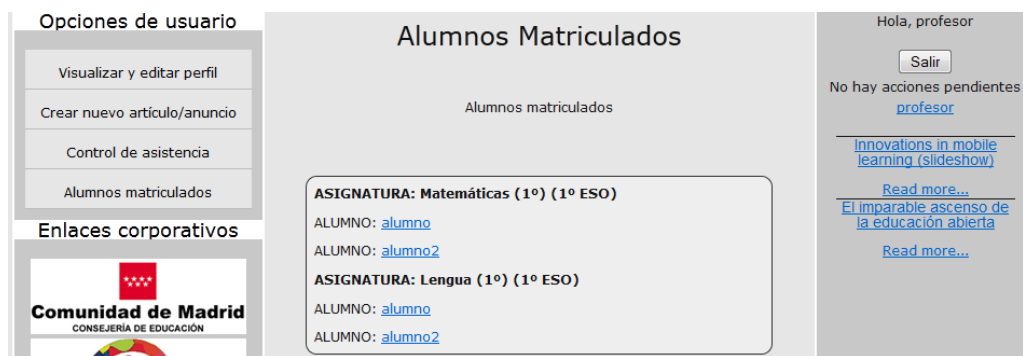 Opciones de usuario
Visualizar y editar perfil
Crear nuevo artículo/anuncio
Control de asistencia
Alumnos matriculados
Enlaces corporativos
Comunidad de Madrid
CONSEJERÍA DE EDUCACIÓN
Alumnos Matriculados
Alumnos matriculados
ASIGNATURA: Matemáticas (1º) (1º ESO)
ALUMNO: alumno
ALUMNO: alumno2
ASIGNATURA: Lengua (1º) (1º ESO)
ALUMNO: alumno
ALUMNO: alumno2
Hola, profesor
Salir
No hay acciones pendientes
profesor
Innovations in mobile
learning (slideshow)
Read more...
El imparable ascenso de
la educación abierta
Read more...